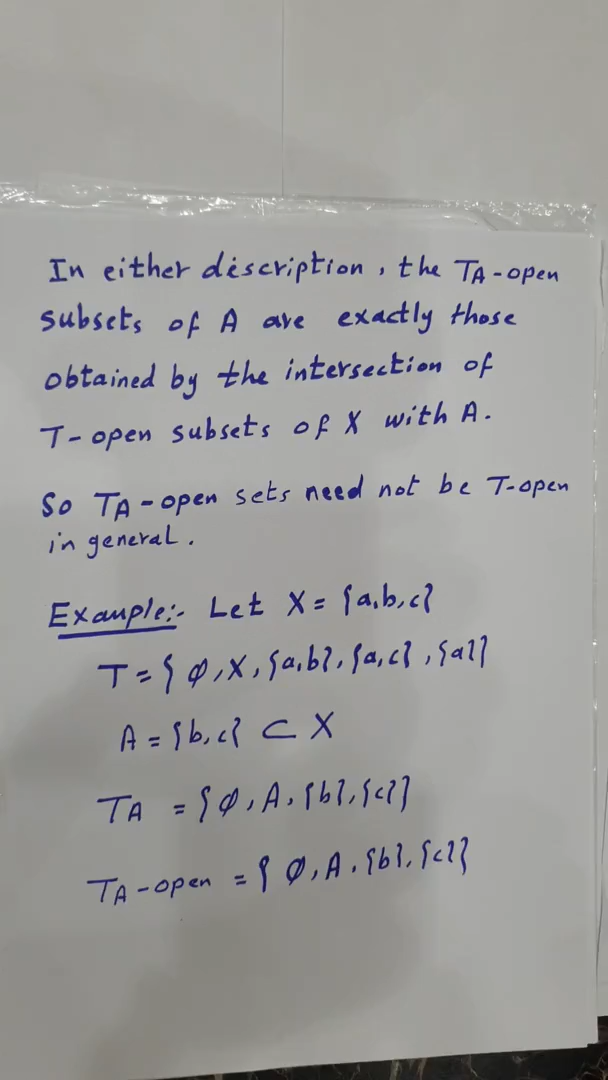 In either discription, the TA-open
subsets of A are exactly those
obtained by the intersection of
T-open subsets of X with A.
So TA-open sets need not be T-open
in general.
Example:- Let X = {a,b,c}
T = {∅, X, {a,b}, {a,c}, {a}}
A = {b,c} ⊂ X
TA = {∅, A, {b}, {c}}
TA-open = {∅, A, {b}, {c}}